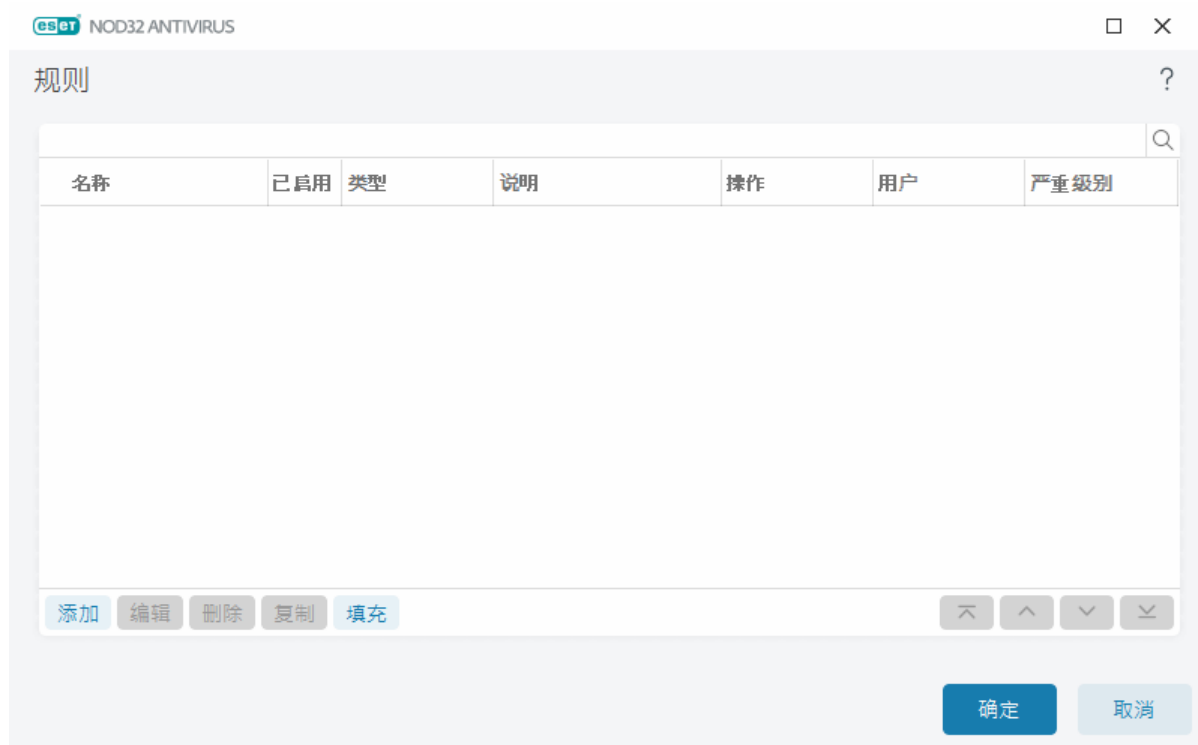 eset NOD32 ANTIVIRUS
规则
?
名称 已启用 类型 说明 操作 用户 严重级别
添加 编辑 删除 复制 填充
确定 取消